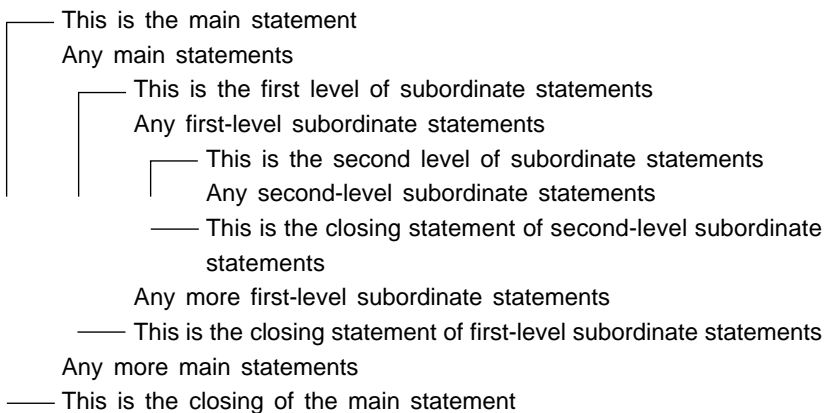 This is the main statement
Any main statements
This is the first level of subordinate statements
Any first-level subordinate statements
This is the second level of subordinate statements
Any second-level subordinate statements
This is the closing statement of second-level subordinate
statements
Any more first-level subordinate statements
This is the closing statement of first-level subordinate statements
Any more main statements
This is the closing of the main statement